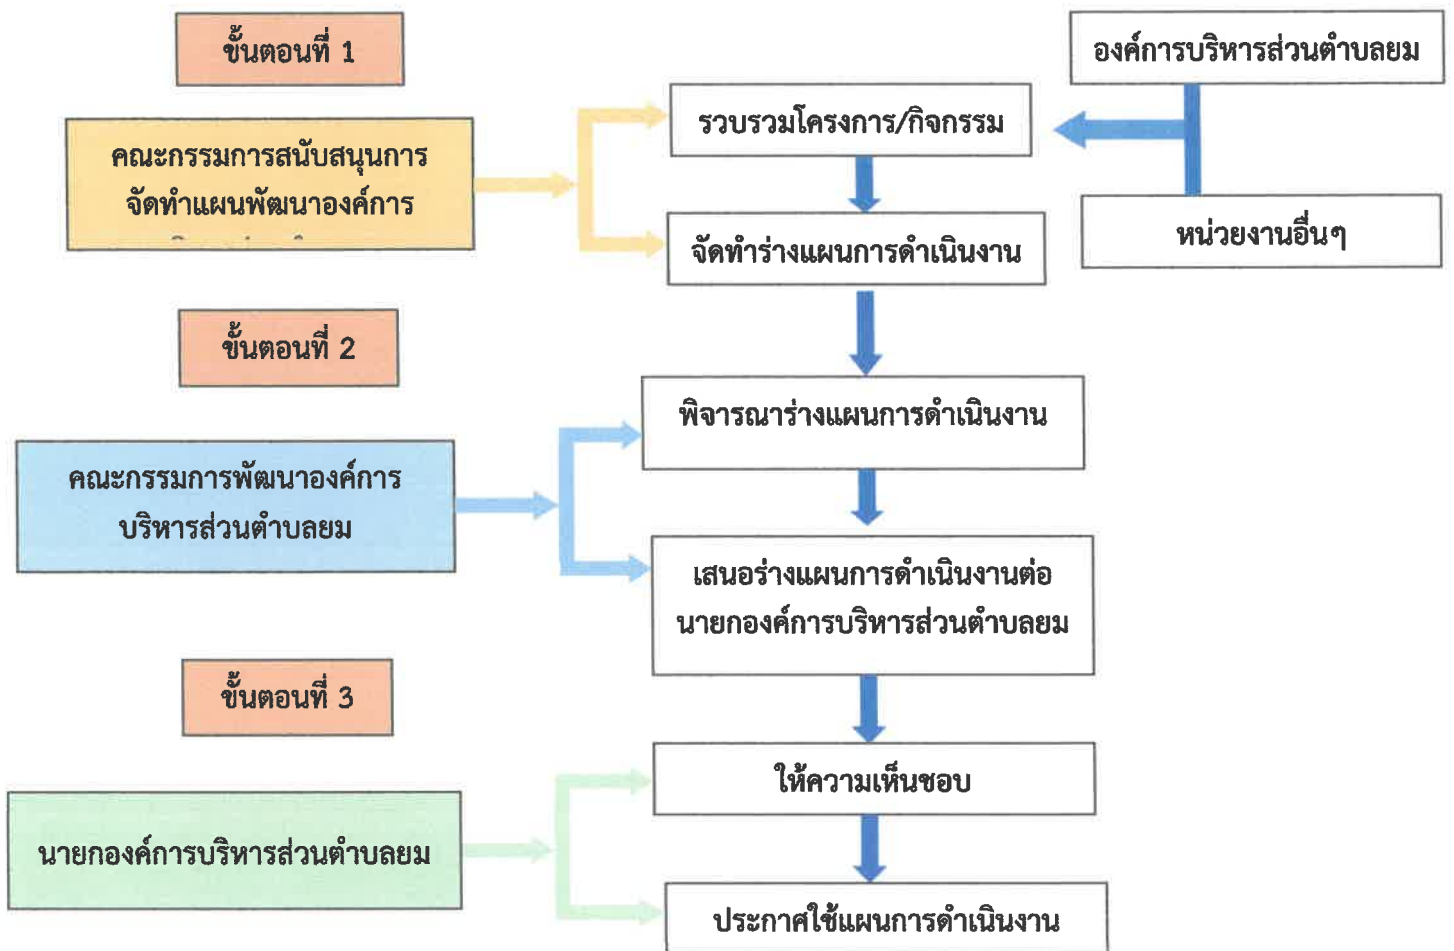 ขั้นตอนที่ 1
องค์การบริหารส่วนตำบลยม
คณะกรรมการสนับสนุนการ
จัดทำแผนพัฒนาองค์การ
รวบรวมโครงการ/กิจกรรม
จัดทำร่างแผนการดำเนินงาน
หน่วยงานอื่นๆ
ขั้นตอนที่ 2
คณะกรรมการพัฒนาองค์การ
บริหารส่วนตำบลยม
พิจารณาร่างแผนการดำเนินงาน
เสนอร่างแผนการดำเนินงานต่อ
นายกองค์การบริหารส่วนตำบลยม
ขั้นตอนที่ 3
นายกองค์การบริหารส่วนตำบลยม
ให้ความเห็นชอบ
ประกาศใช้แผนการดำเนินงาน